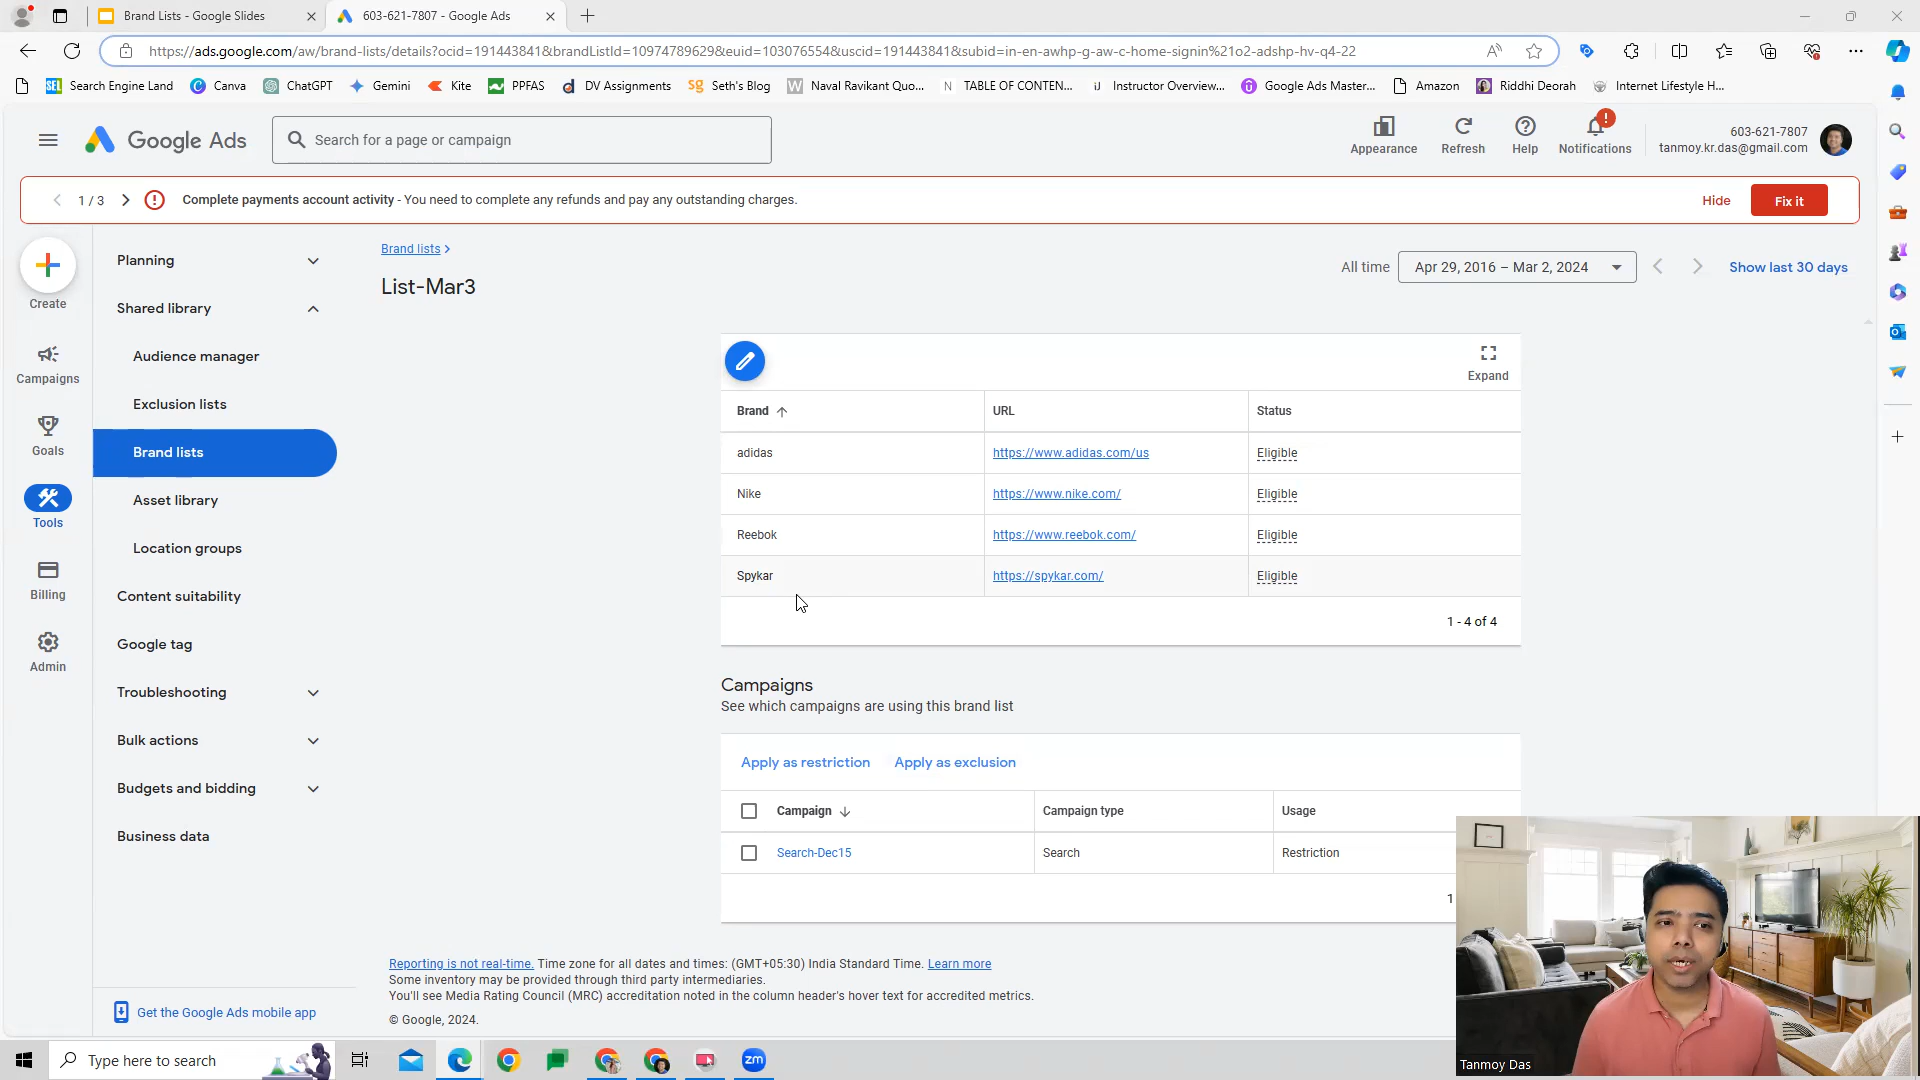 Brand Lists - Google Slides
603-621-7807 - Google Ads
https://ads.google.com/aw/brand-lists/details?ocid=191443841&brandListId=10974789629&euid=103076554&uscid=191443841&subid=in-en-awhp-g-aw-c-home-signin%21o2-adshp-hv-q4-22
SEL Search Engine Land
Canva
ChatGPT
Gemini
Kite
PPFAS
DV Assignments
SG Seth's Blog
W Naval Ravikant Quo...
N TABLE OF CONTEN...
IJ Instructor Overview...
Google Ads Master...
Amazon
Riddhi Deorah
Internet Lifestyle H...
Google Ads
Search for a page or campaign
Appearance
Refresh
Help
Notifications
603-621-7807
tanmoy.kr.das@gmail.com
1 / 3
Complete payments account activity - You need to complete any refunds and pay any outstanding charges.
Hide
Fix it
Create
Campaigns
Goals
Tools
Billing
Admin
Planning
Shared library
Audience manager
Exclusion lists
Brand lists
Asset library
Location groups
Content suitability
Google tag
Troubleshooting
Bulk actions
Budgets and bidding
Business data
Get the Google Ads mobile app
Brand lists >
List-Mar3
All time
Apr 29, 2016 – Mar 2, 2024
Show last 30 days
Expand
Brand URL Status
adidas https://www.adidas.com/us Eligible
Nike https://www.nike.com/ Eligible
Reebok https://www.reebok.com/ Eligible
Spykar https://spykar.com/ Eligible
1 - 4 of 4
Campaigns
See which campaigns are using this brand list
Apply as restriction
Apply as exclusion
Campaign Campaign type Usage
Search-Dec15 Search Restriction
1
Reporting is not real-time. Time zone for all dates and times: (GMT+05:30) India Standard Time. Learn more
Some inventory may be provided through third party intermediaries.
You'll see Media Rating Council (MRC) accreditation noted in the column header's hover text for accredited metrics.
© Google, 2024.
Tanmoy Das
Type here to search
zm